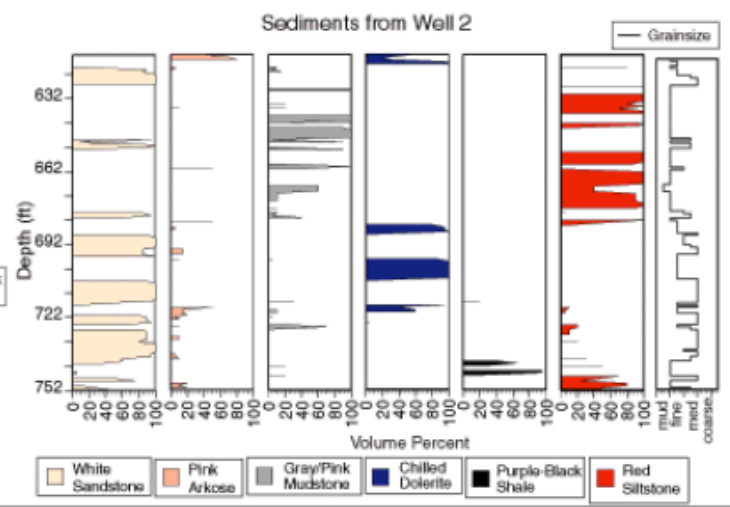 Sediments from Well 2
Grainsize
Depth (ft)
632
662
692
722
752
0 20 40 60 80 100 0 20 40 60 80 100 0 20 40 60 80 100 0 20 40 60 80 100 0 20 40 60 80 100 0 20 40 60 80 100 mud fine med. coarse
Volume Percent
White Sandstone
Pink Arkose
Gray/Pink Mudstone
Chilled Dolerite
Purple-Black Shale
Red Siltstone